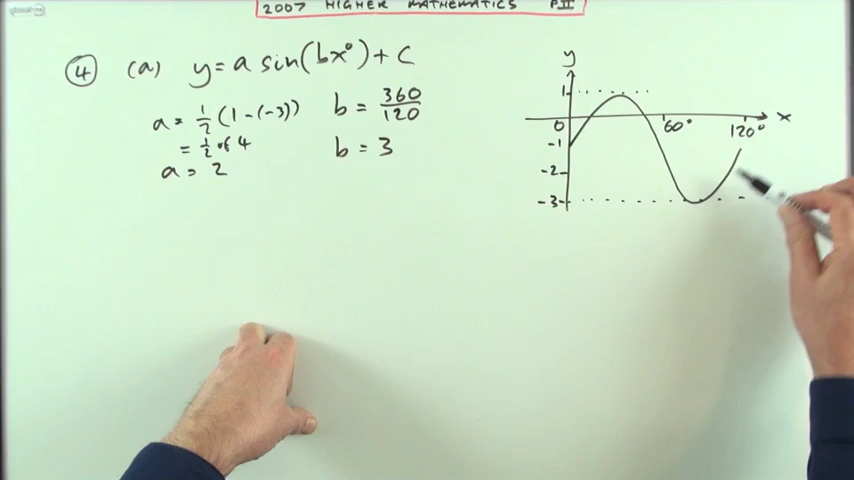 2007 HIGHER MATHEMATICS P II
4 (a) y = a sin(bx°) + c
a = 1/2 (1-(-3))
= 1/2 of 4
a = 2
b = 360/120
b = 3
y
1
0
60°
120°
x
-1
-2
-3